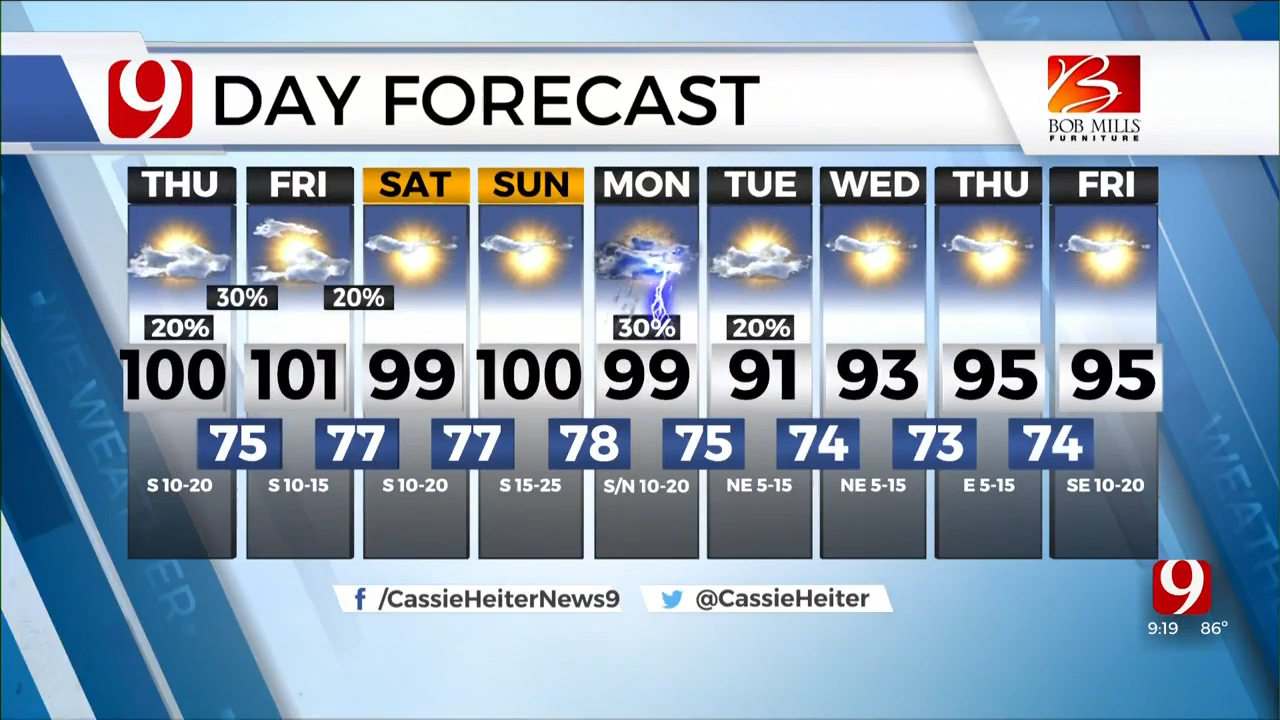 9 DAY FORECAST
BOB MILLS
FURNITURE
THU FRI SAT SUN MON TUE WED THU FRI
30% 20%
20% 30% 20%
100 101 99 100 99 91 93 95 95
75 77 77 78 75 74 73 74
S 10-20 S 10-15 S 10-20 S 15-25 S/N 10-20 NE 5-15 NE 5-15 E 5-15 SE 10-20
f /CassieHeiterNews9 @CassieHeiter
9
9:19 86°
WEATHER
WEATHER